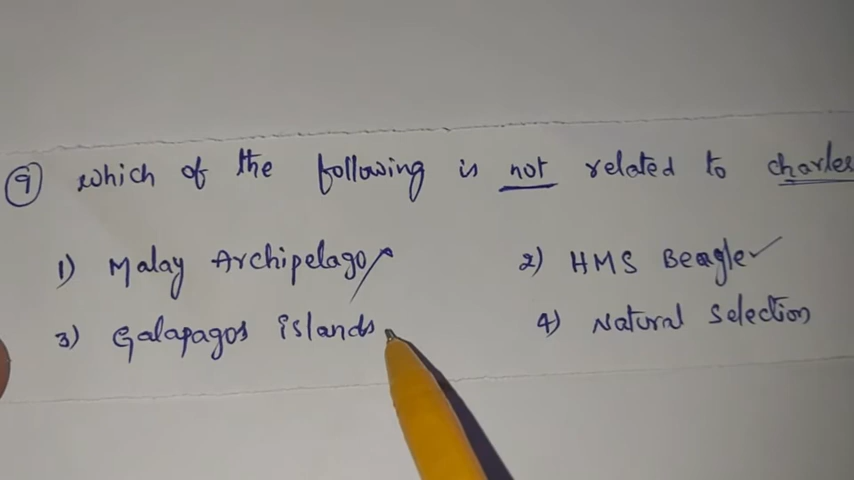 9 which of the following is not related to charles
1) Malay Archipelago
2) HMS Beagle
3) Galapagos islands
4) Natural Selection